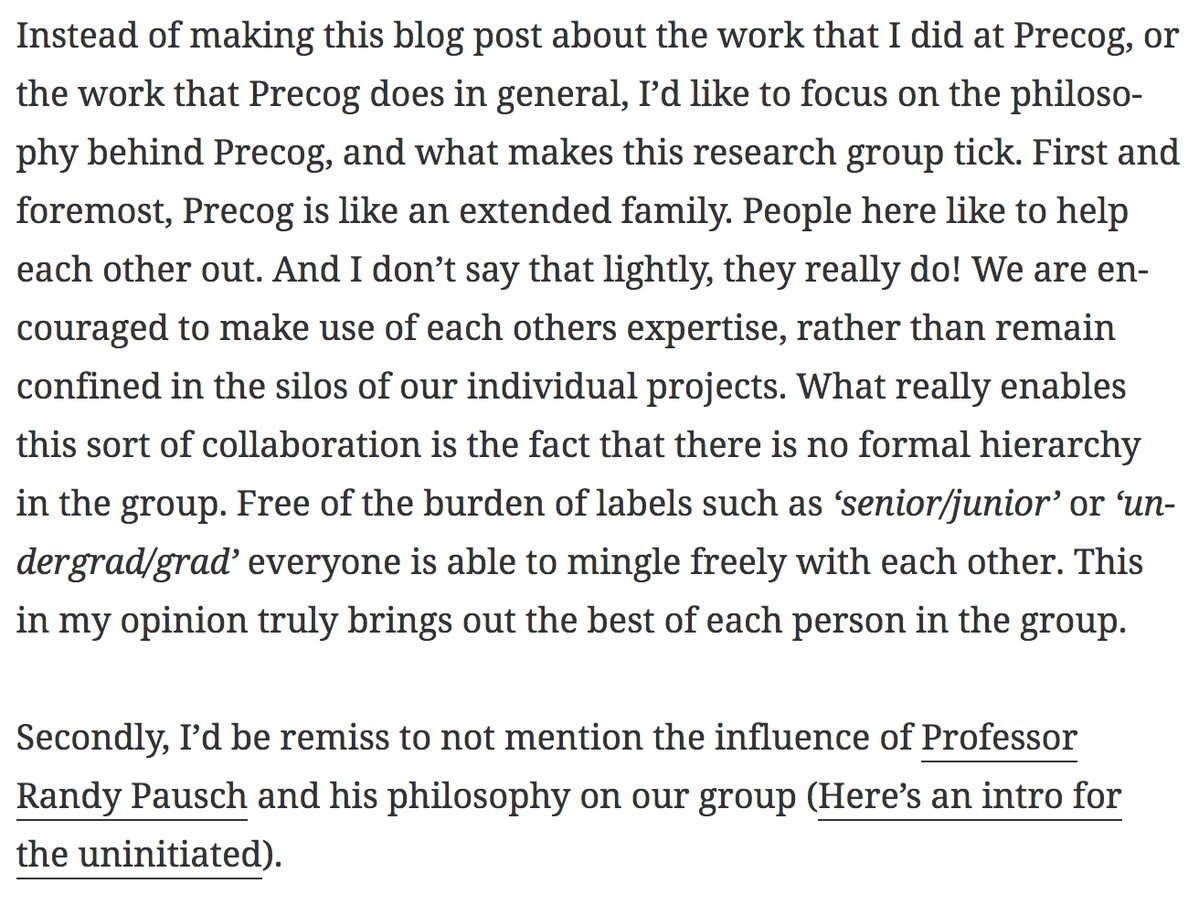 Instead of making this blog post about the work that I did at Precog, or
the work that Precog does in general, I’d like to focus on the philoso-
phy behind Precog, and what makes this research group tick. First and
foremost, Precog is like an extended family. People here like to help
each other out. And I don’t say that lightly, they really do! We are en-
couraged to make use of each others expertise, rather than remain
confined in the silos of our individual projects. What really enables
this sort of collaboration is the fact that there is no formal hierarchy
in the group. Free of the burden of labels such as ‘senior/junior’ or ‘un-
dergrad/grad’ everyone is able to mingle freely with each other. This
in my opinion truly brings out the best of each person in the group.
Secondly, I’d be remiss to not mention the influence of Professor
Randy Pausch and his philosophy on our group (Here’s an intro for
the uninitiated).